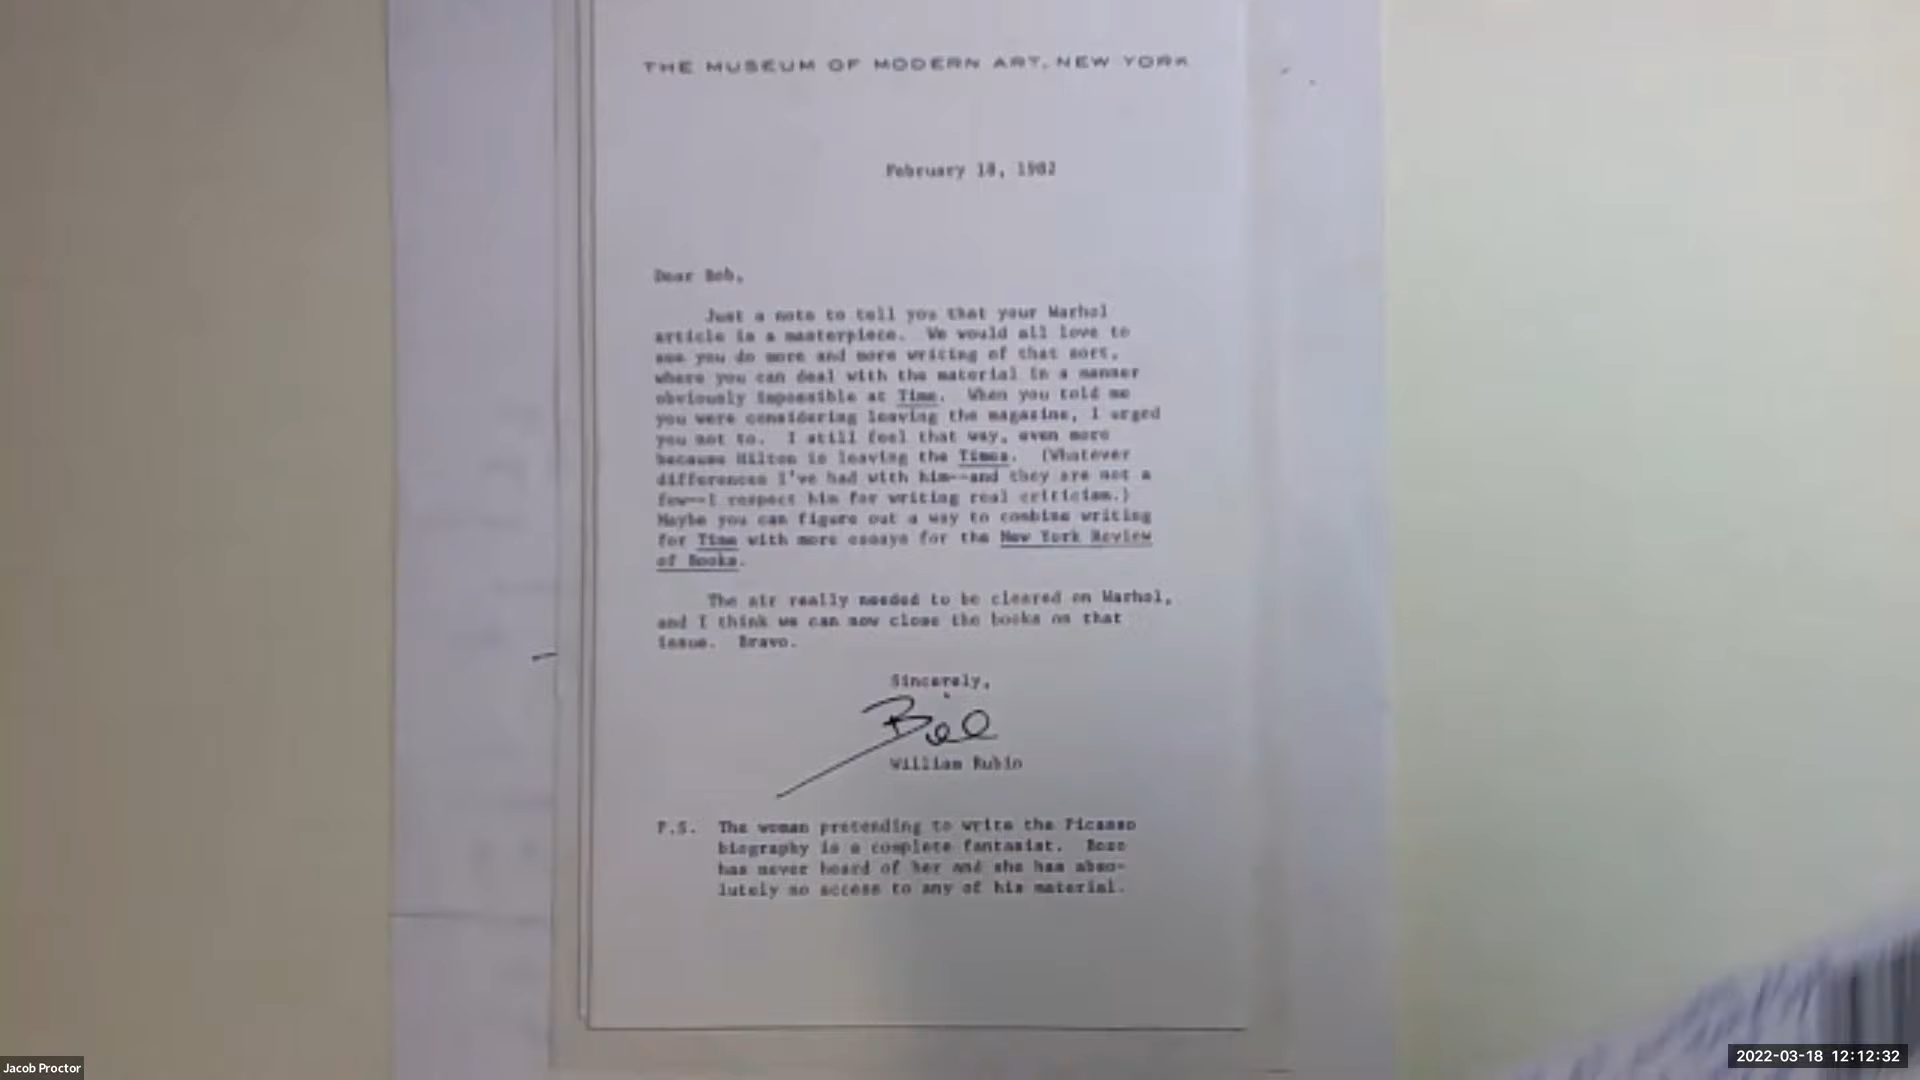 THE MUSEUM OF MODERN ART, NEW YORK
February 18, 1982
Dear Bob,
Just a note to tell you that your Warhol
article is a masterpiece. We would all love to
see you do more and more writing of that sort,
where you can deal with the material in a manner
obviously impossible at Time. When you told me
you were considering leaving the magazine, I urged
you not to. I still feel that way, even more
because Hilton is leaving the Times. (Whatever
differences I've had with him--and they are not a
few--I respect him for writing real criticism.)
Maybe you can figure out a way to combine writing
for Time with more essays for the New York Review
of Books.
The air really needed to be cleared on Warhol,
and I think we can now close the books on that
issue. Bravo.
Sincerely,
Bill
William Rubin
P.S. The woman pretending to write the Picasso
biography is a complete fantasist.
has never heard of her and she has abso-
lutely no access to any of his material.
Jacob Proctor
2022-03-18 12:12:32